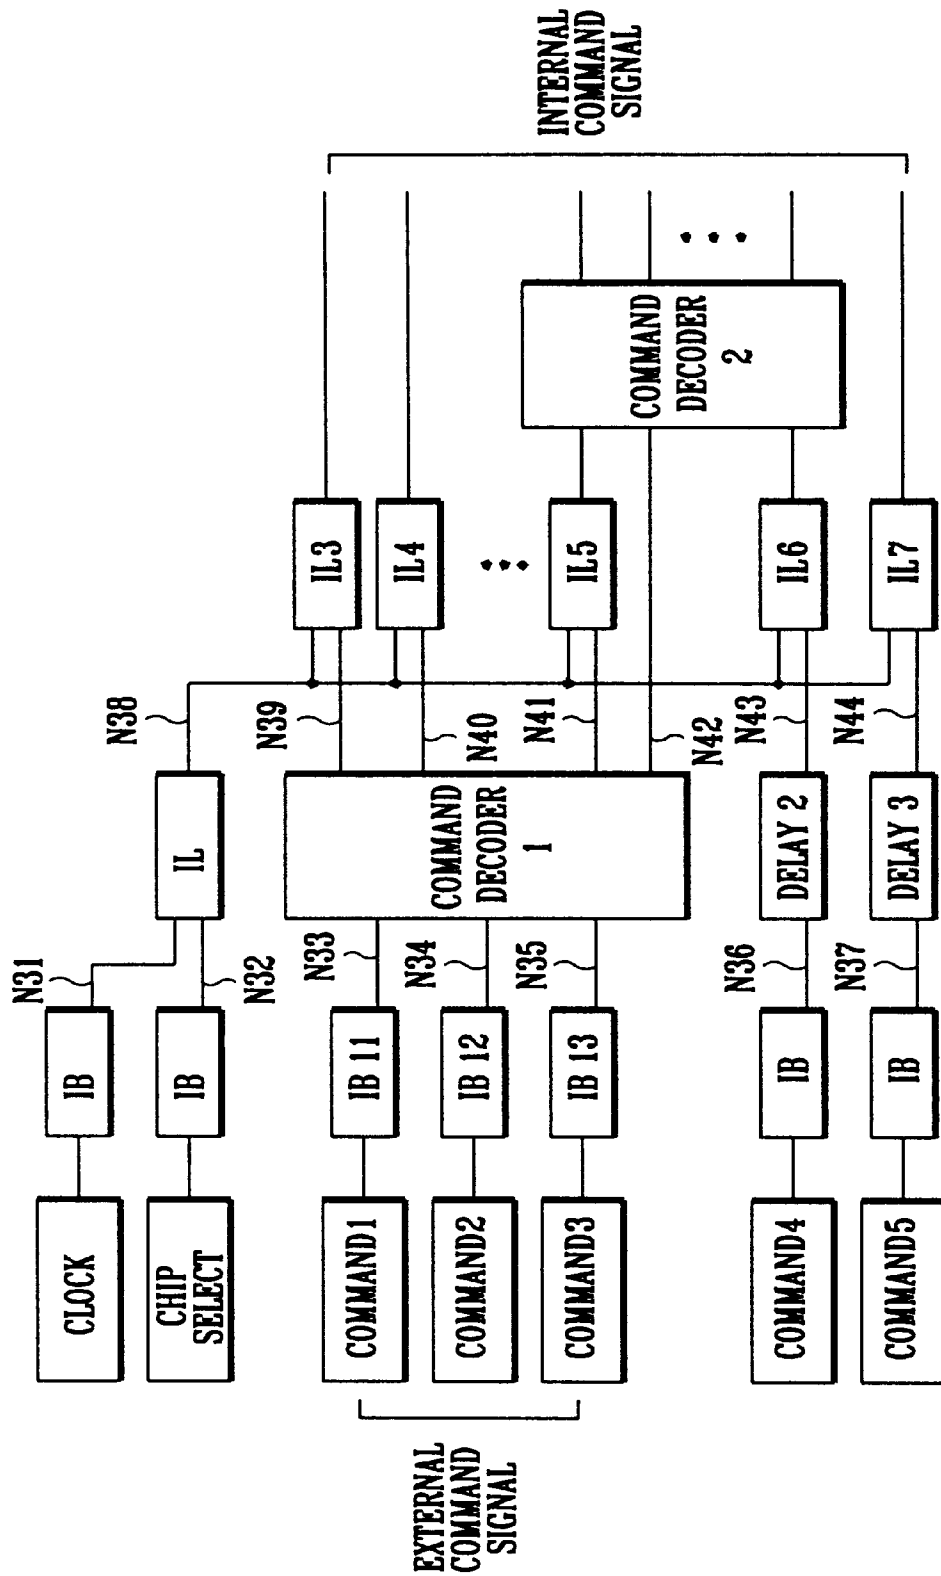 CLOCK
IB
N31
CHIP
SELECT
IB
N32
IL
N38
EXTERNAL
COMMAND
SIGNAL
COMMAND1
IB 11
N33
COMMAND2
IB 12
N34
COMMAND3
IB 13
N35
COMMAND
DECODER
1
N39
N40
N41
N42
IL3
IL4
IL5
COMMAND
DECODER
2
INTERNAL
COMMAND
SIGNAL
COMMAND4
IB
N36
DELAY 2
N43
IL6
COMMAND5
IB
N37
DELAY 3
N44
IL7